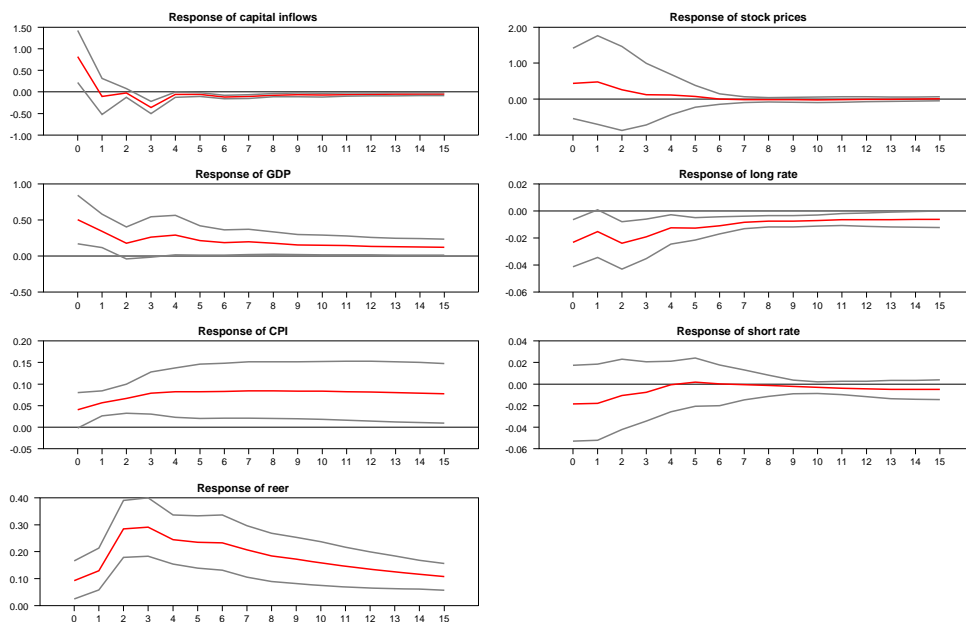 Response of capital inflows
1.50
1.00
0.50
0.00
-0.50
-1.00
0 1 2 3 4 5 6 7 8 9 10 11 12 13 14 15
Response of stock prices
2.00
1.00
0.00
-1.00
0 1 2 3 4 5 6 7 8 9 10 11 12 13 14 15
Response of GDP
1.00
0.50
0.00
-0.50
0 1 2 3 4 5 6 7 8 9 10 11 12 13 14 15
Response of long rate
0.02
0.00
-0.02
-0.04
-0.06
0 1 2 3 4 5 6 7 8 9 10 11 12 13 14 15
Response of CPI
0.20
0.15
0.10
0.05
0.00
-0.05
0 1 2 3 4 5 6 7 8 9 10 11 12 13 14 15
Response of short rate
0.04
0.02
0.00
-0.02
-0.04
-0.06
0 1 2 3 4 5 6 7 8 9 10 11 12 13 14 15
Response of reer
0.40
0.30
0.20
0.10
0.00
0 1 2 3 4 5 6 7 8 9 10 11 12 13 14 15